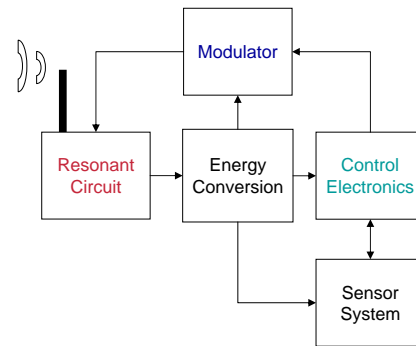 Modulator
Resonant
Circuit
Energy
Conversion
Control
Electronics
Sensor
System